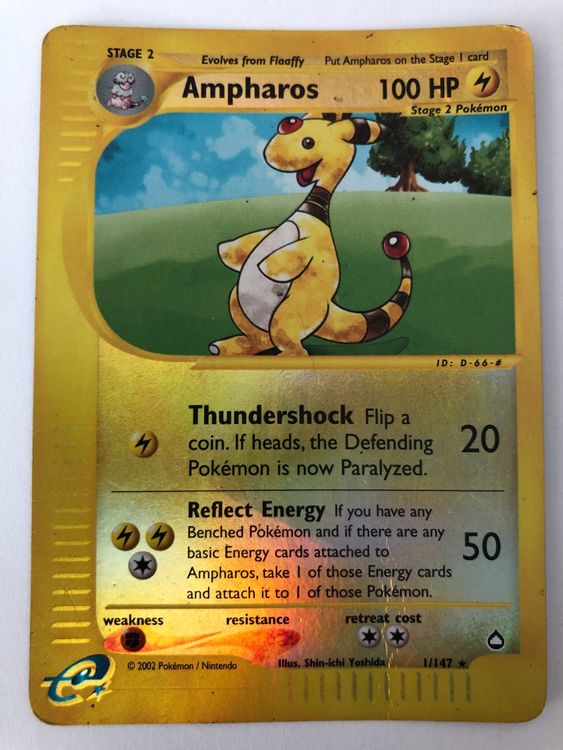 STAGE 2 Evolves from Flaaffy Put Ampharos on the Stage 1 card
Ampharos 100 HP
Stage 2 Pokémon
ID: D-66-#
Thundershock Flip a
coin. If heads, the Defending
Pokémon is now Paralyzed.
20
Reflect Energy If you have any
Benched Pokémon and if there are any
basic Energy cards attached to
Ampharos, take 1 of those Energy cards
and attach it to 1 of those Pokémon.
50
weakness resistance retreat cost
© 2002 Pokémon / Nintendo Illus. Shin-ichi Yoshida 1/147 ★
e